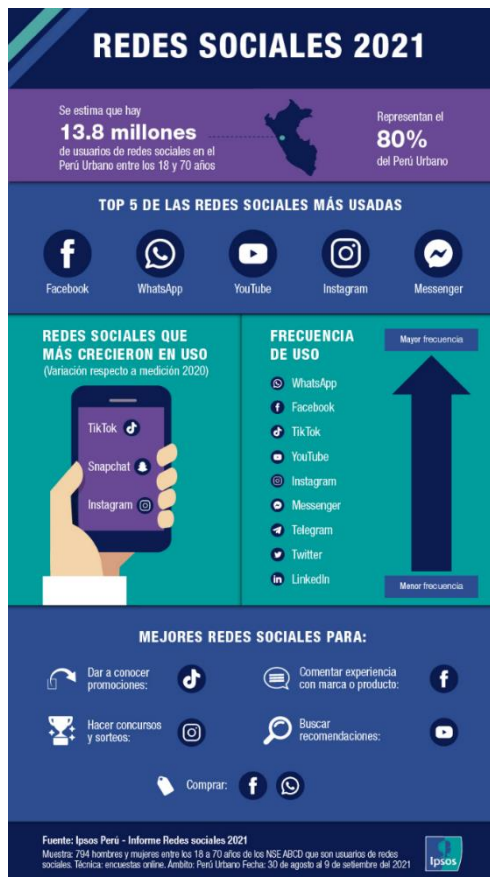 REDES SOCIALES 2021
Se estima que hay
13.8 millones
de usuarios de redes sociales en el
Perú Urbano entre los 18 y 70 años
Representan el
80%
del Perú Urbano
TOP 5 DE LAS REDES SOCIALES MÁS USADAS
Facebook
WhatsApp
YouTube
Instagram
Messenger
REDES SOCIALES QUE
MÁS CRECIERON EN USO
(Variación respecto a medición 2020)
TikTok
Snapchat
Instagram
FRECUENCIA
DE USO
Mayor frecuencia
WhatsApp
Facebook
TikTok
YouTube
Instagram
Messenger
Telegram
Twitter
LinkedIn
Menor frecuencia
MEJORES REDES SOCIALES PARA:
Dar a conocer
promociones:
Comentar experiencia
con marca o producto:
Hacer concursos
y sorteos:
Buscar
recomendaciones:
Comprar:
Fuente: Ipsos Perú - Informe Redes sociales 2021
Muestra: 794 hombres y mujeres entre los 18 a 70 años de los NSE ABCD que son usuarios de redes
sociales. Técnica: encuestas online. Ámbito: Perú Urbano Fecha: 30 de agosto al 9 de setiembre del 2021
Ipsos